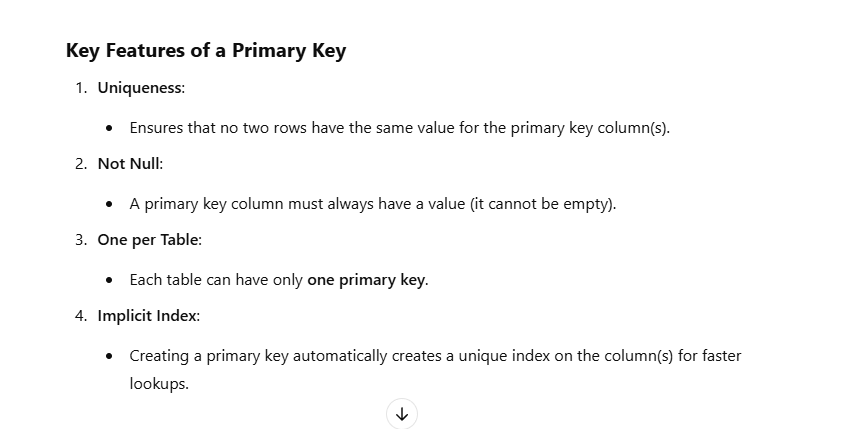 Key Features of a Primary Key
1. Uniqueness:
• Ensures that no two rows have the same value for the primary key column(s).
2. Not Null:
• A primary key column must always have a value (it cannot be empty).
3. One per Table:
• Each table can have only one primary key.
4. Implicit Index:
• Creating a primary key automatically creates a unique index on the column(s) for faster
lookups.